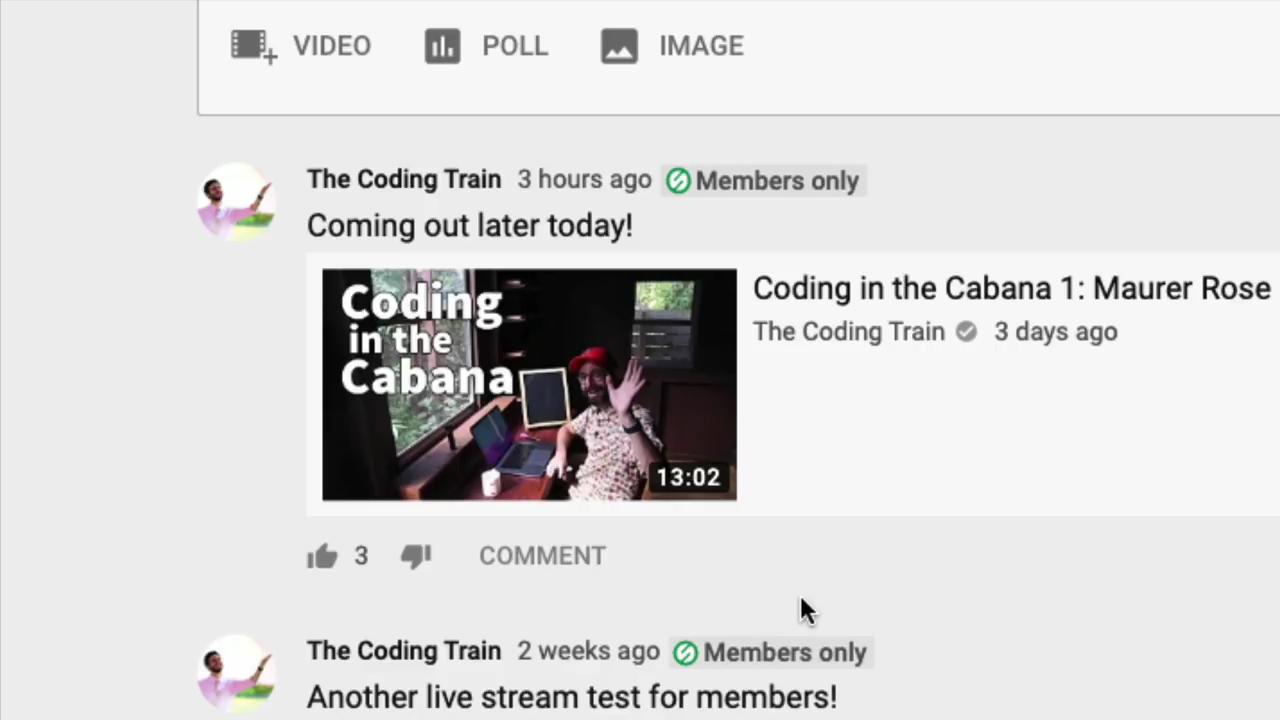 VIDEO POLL IMAGE
The Coding Train 3 hours ago Members only
Coming out later today!
Coding
in the
Cabana
13:02
Coding in the Cabana 1: Maurer Rose
The Coding Train 3 days ago
3 COMMENT
The Coding Train 2 weeks ago Members only
Another live stream test for members!